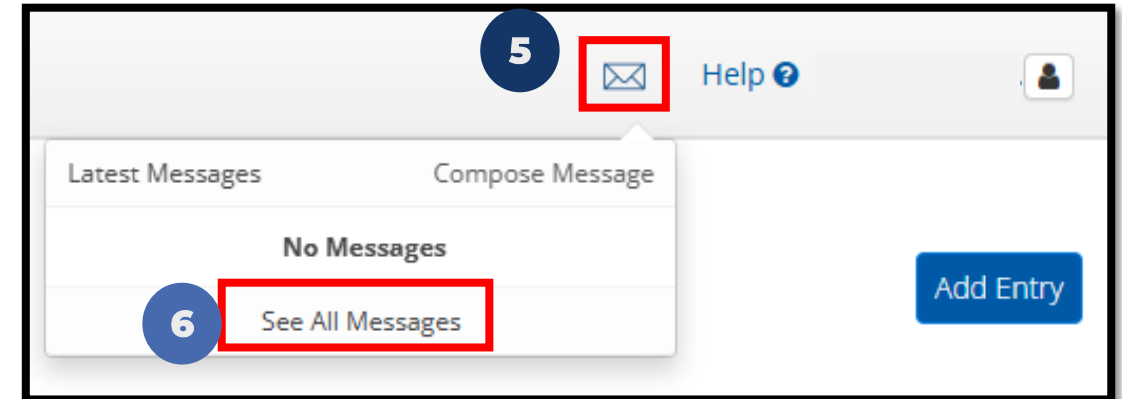 5
Help ?
Latest Messages
Compose Message
No Messages
Add Entry
6
See All Messages